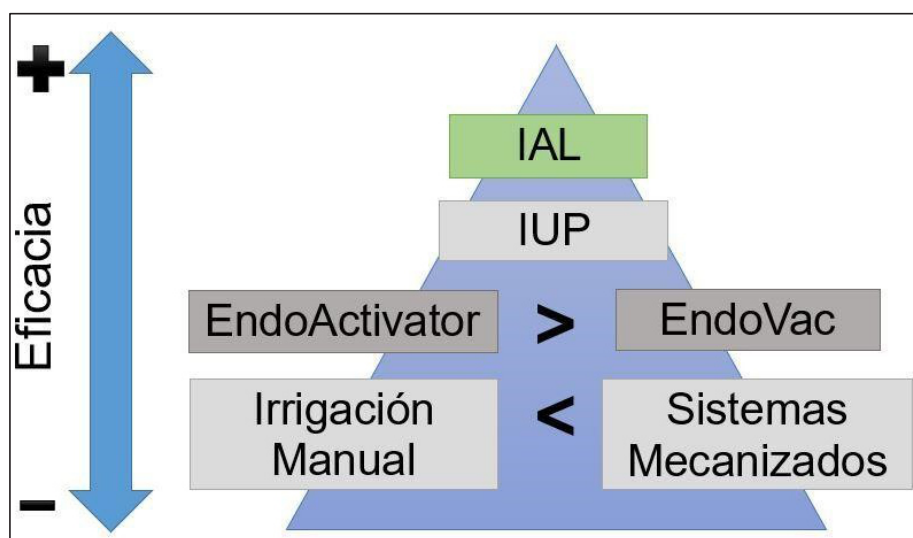 +
Eficacia
−
IAL
IUP
EndoActivator > EndoVac
Irrigación
Manual
<
Sistemas
Mecanizados